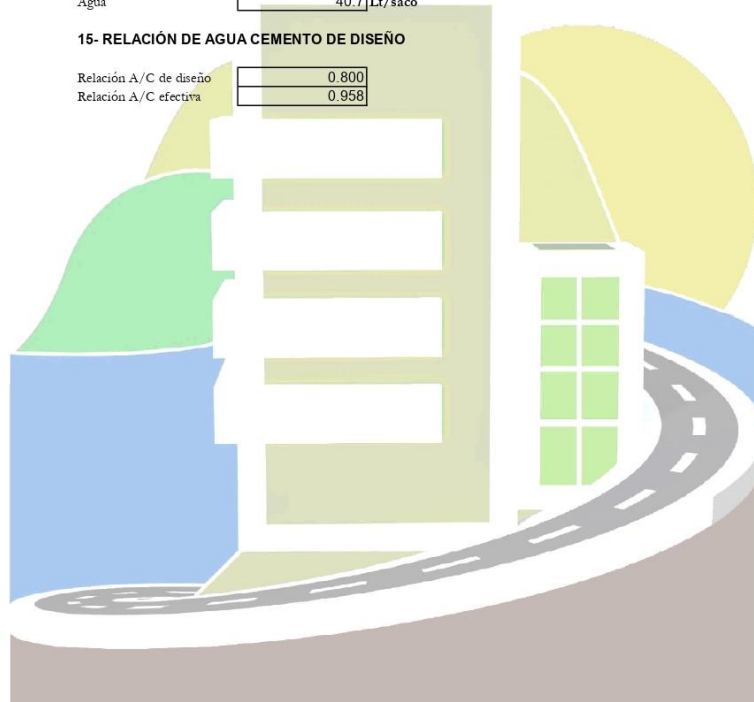 Agua 40.7 Lt/saco
15- RELACIÓN DE AGUA CEMENTO DE DISEÑO
Relación A/C de diseño 0.800
Relación A/C efectiva 0.958